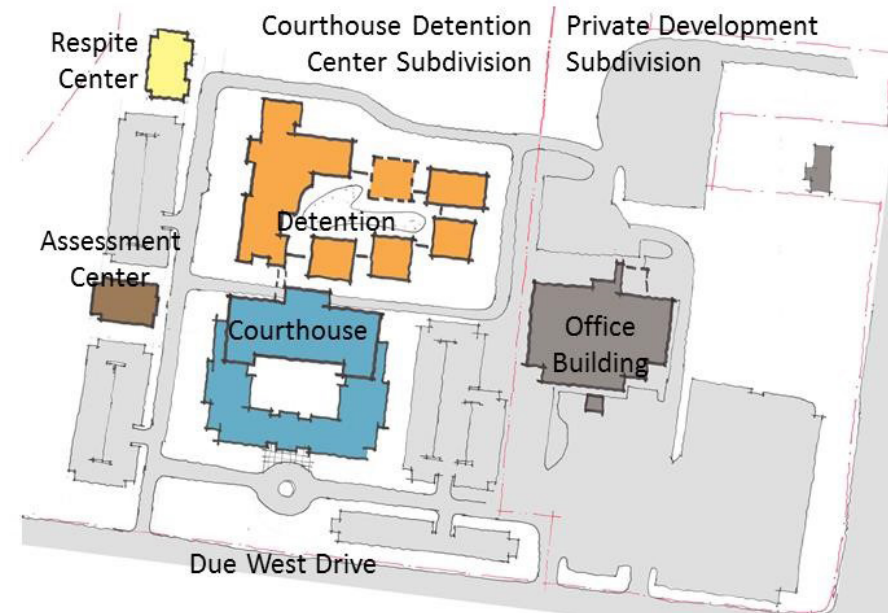 Respite
Center
Courthouse Detention
Center Subdivision
Private Development
Subdivision
Detention
Assessment
Center
Courthouse
Office
Building
Due West Drive